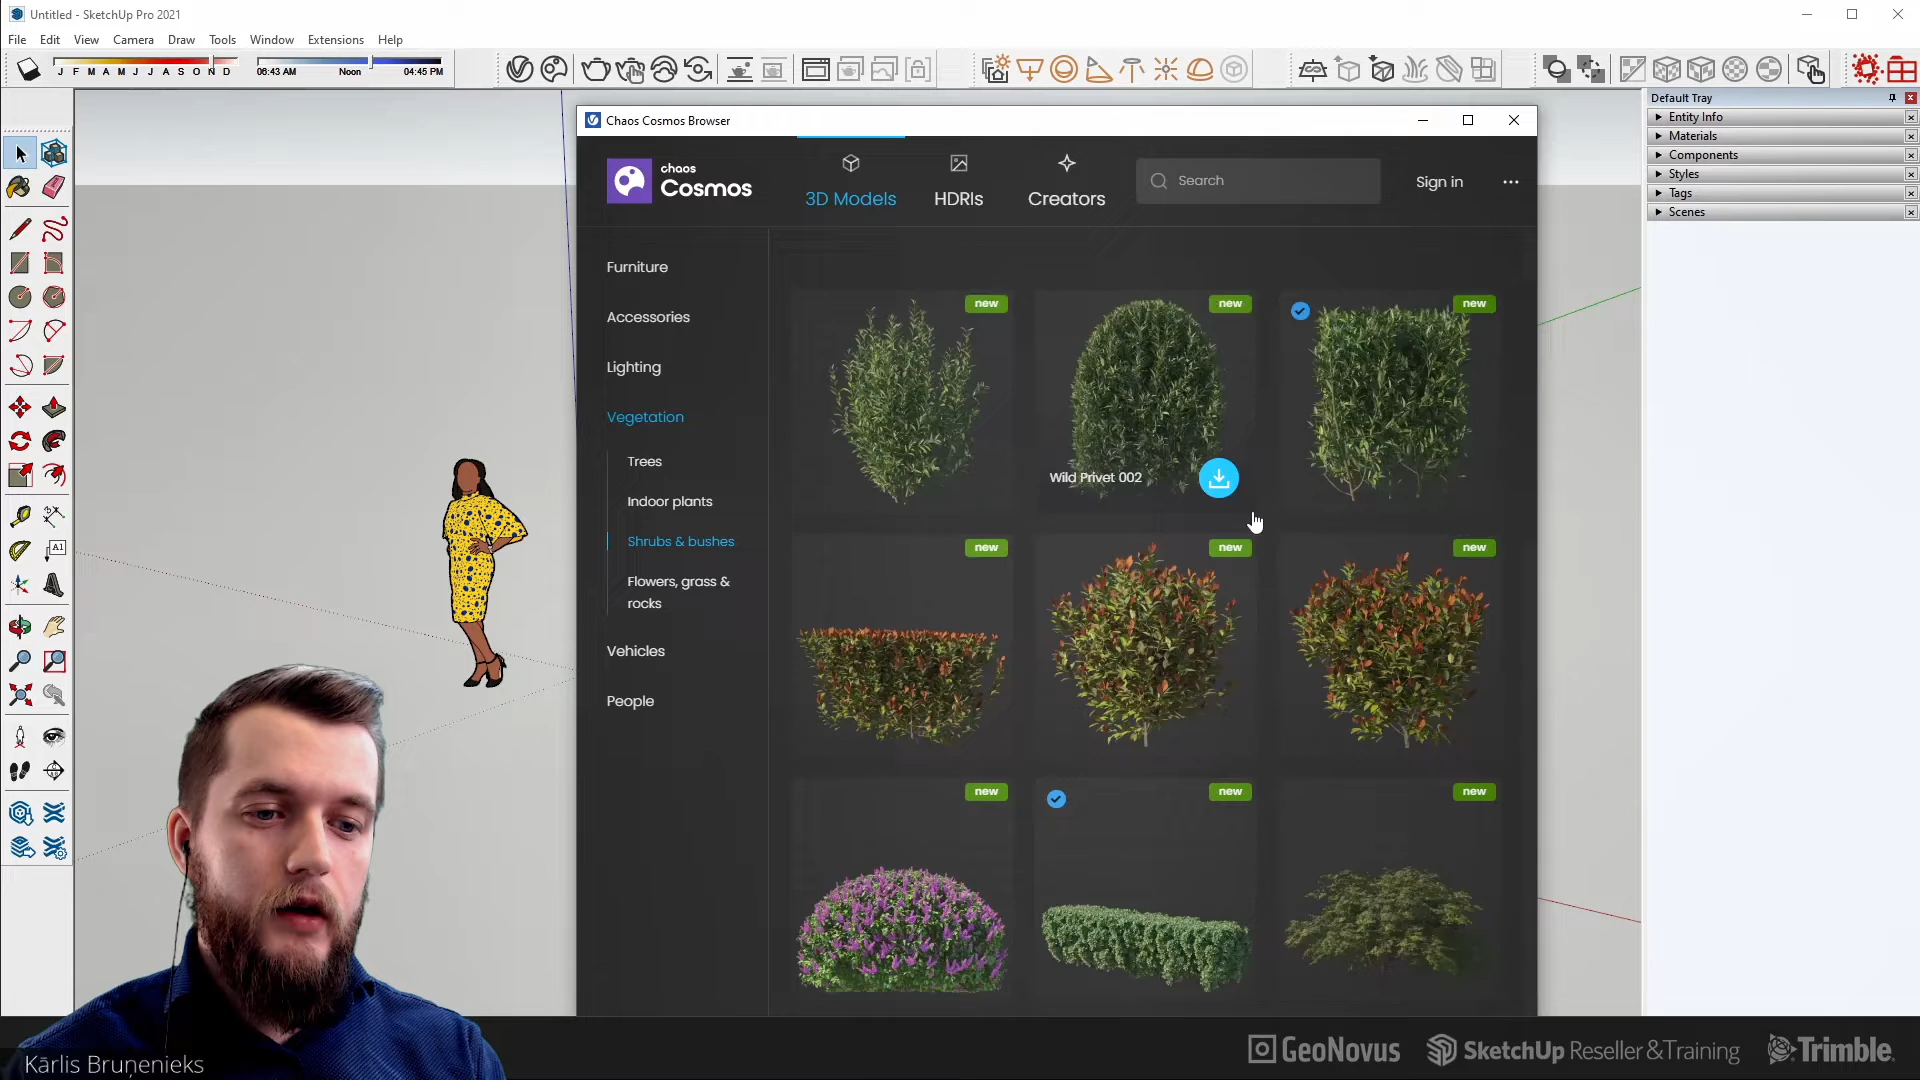 Untitled - SketchUp Pro 2021
File Edit View Camera Draw Tools Window Extensions Help
J F M A M J J A S O N D 06:43 AM Noon 04:45 PM
Default Tray
Entity Info
Materials
Components
Styles
Tags
Scenes
A1
Chaos Cosmos Browser
chaos
Cosmos
3D Models HDRIs Creators Search Sign in
Furniture
Accessories
Lighting
Vegetation
Trees
Indoor plants
Shrubs & bushes
Flowers, grass &
rocks
Vehicles
People
new new new
Wild Privet 002
new new new
new new new
Kārlis Bruņenieks
GeoNovus SketchUp Reseller & Training Trimble